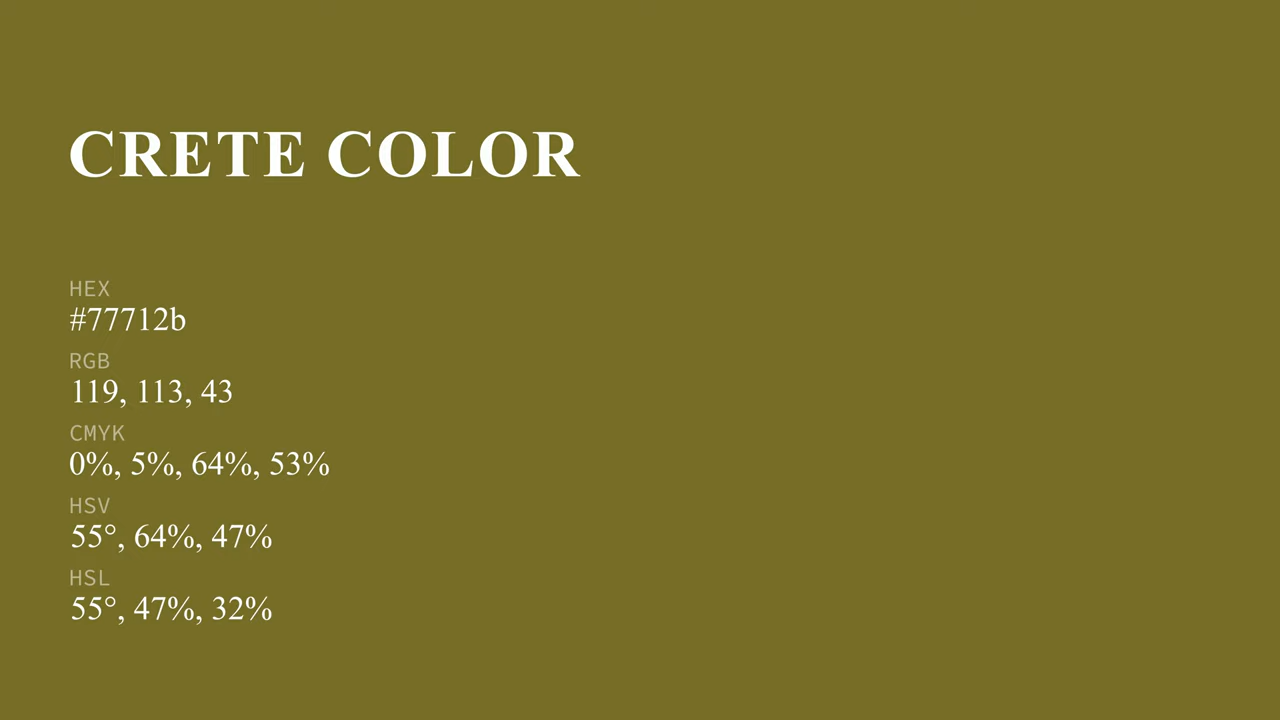 CRETE COLOR
HEX
#77712b
RGB
119, 113, 43
CMYK
0%, 5%, 64%, 53%
HSV
55°, 64%, 47%
HSL
55°, 47%, 32%